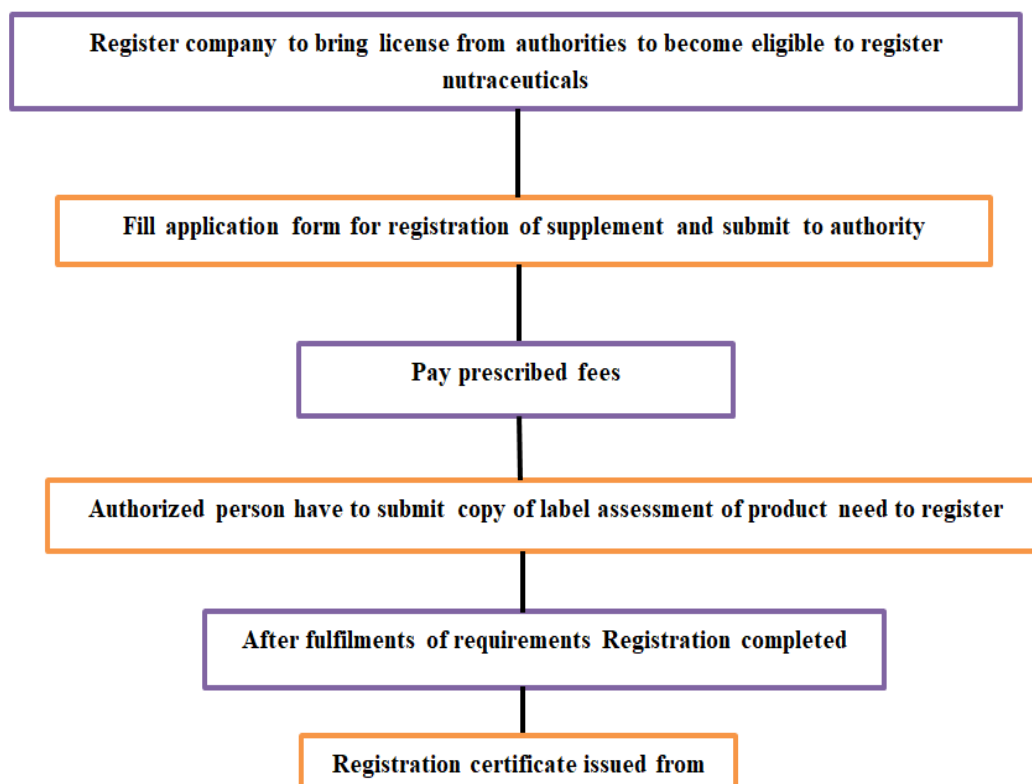 Register company to bring license from authorities to become eligible to register
nutraceuticals
Fill application form for registration of supplement and submit to authority
Pay prescribed fees
Authorized person have to submit copy of label assessment of product need to register
After fulfilments of requirements Registration completed
Registration certificate issued from